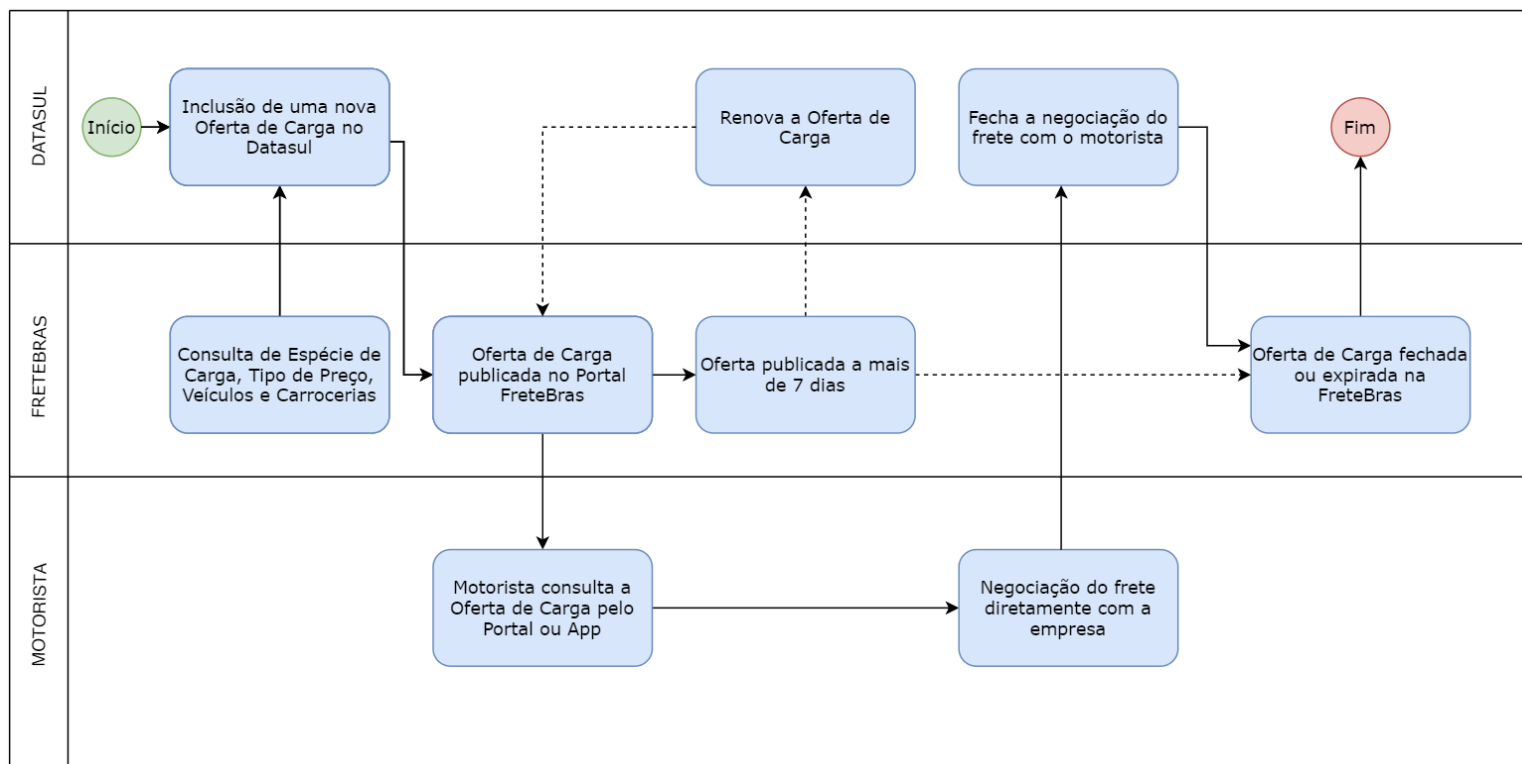 DATASUL
Início
Inclusão de uma nova
Oferta de Carga no
Datasul
Renova a Oferta de
Carga
Fecha a negociação do
frete com o motorista
Fim
FRETEBRAS
Consulta de Espécie de
Carga, Tipo de Preço,
Veículos e Carrocerias
Oferta de Carga
publicada no Portal
FreteBras
Oferta publicada a mais
de 7 dias
Oferta de Carga fechada
ou expirada na
FreteBras
MOTORISTA
Motorista consulta a
Oferta de Carga pelo
Portal ou App
Negociação do frete
diretamente com a
empresa